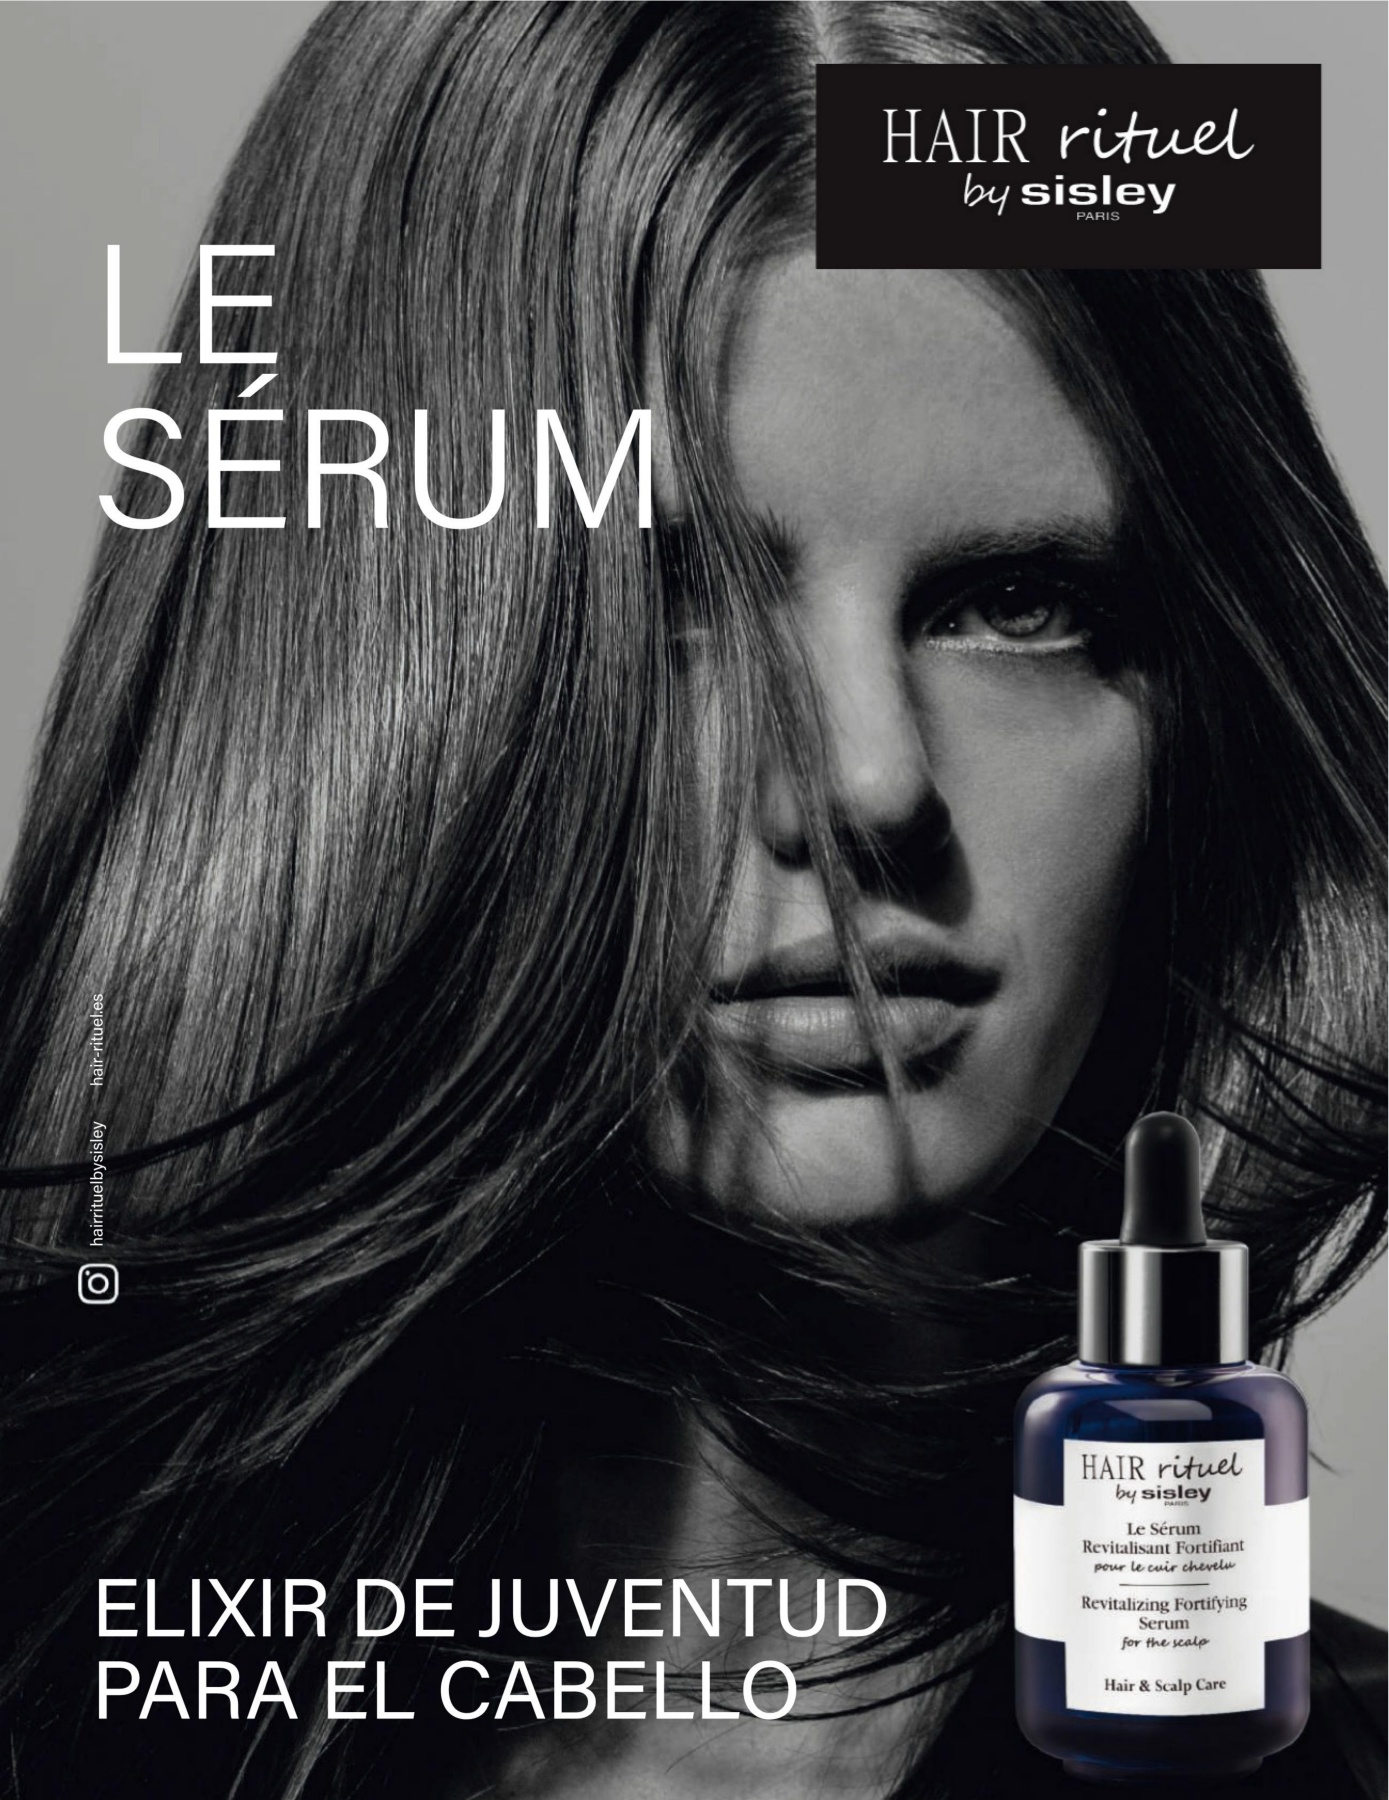 HAIR rituel
by sisley
PARIS
LE
SÉRUM
hairrituelbysisley hair-rituel.es
HAIR rituel
by sisley
PARIS
Le Sérum
Revitalisant Fortifiant
pour le cuir chevelu
Revitalizing Fortifying
Serum
for the scalp
Hair & Scalp Care
ELIXIR DE JUVENTUD
PARA EL CABELLO